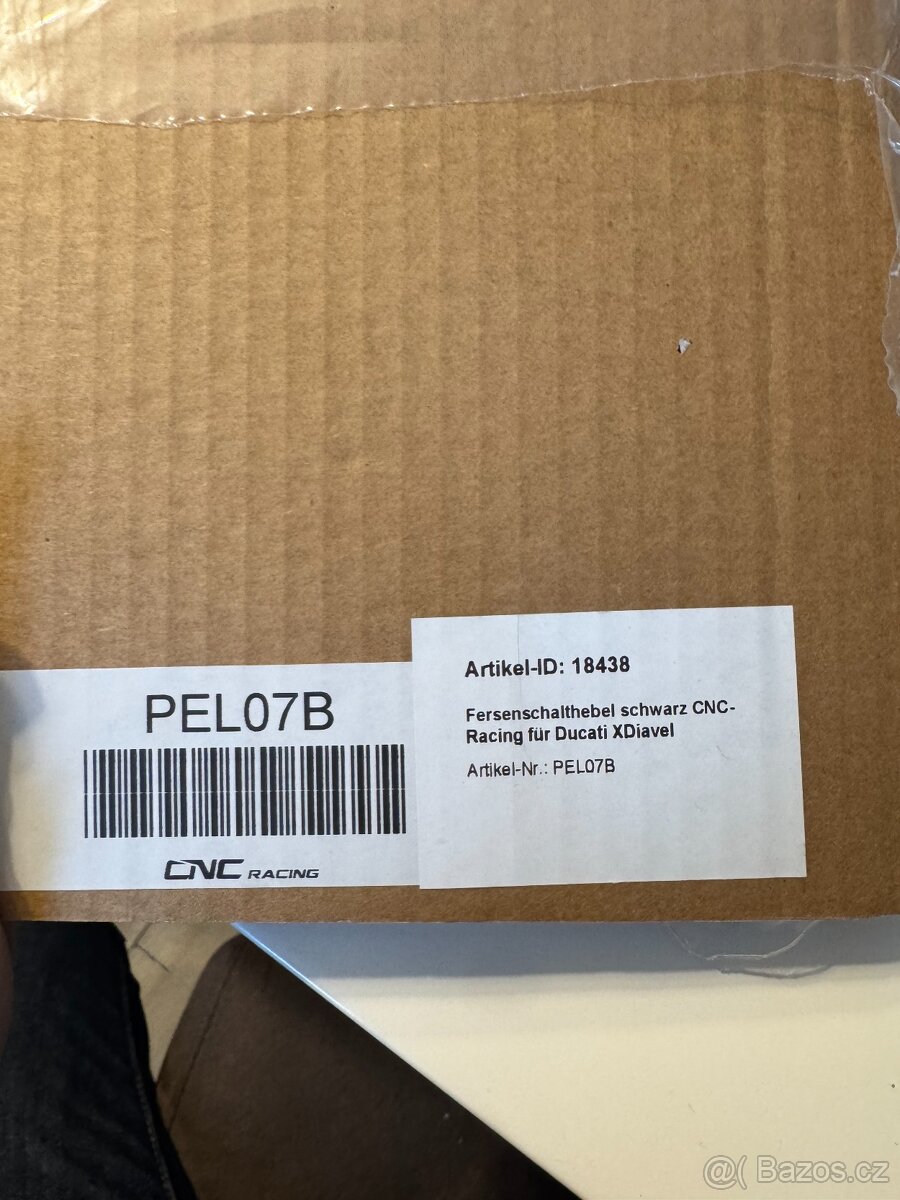 Artikel-ID: 18438
Fersenschalthebel schwarz CNC-
Racing für Ducati XDiavel
Artikel-Nr.: PEL07B
PEL07B
CNC RACING
@( Bazos.cz